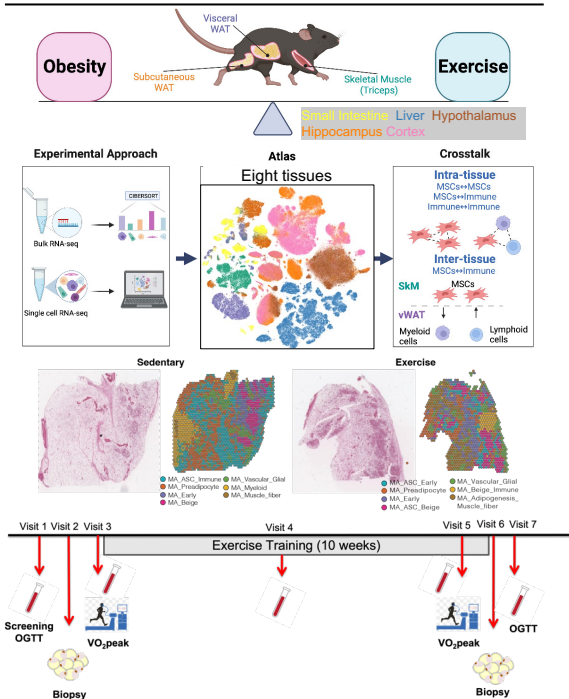 Visceral
WAT
Obesity
Exercise
Subcutaneous
WAT
Skeletal Muscle
(Triceps)
Small Intestine Liver Hypothalamus
Hippocampus Cortex
Experimental Approach
Atlas
Crosstalk
Eight tissues
CIBERSORT
Bulk RNA-seq
Single cell RNA-seq
Intra-tissue
MSCs↔MSCs
MSCs↔Immune
Immune↔Immune
Inter-tissue
MSCs↔Immune
SkM
MSCs
vWAT
Myeloid
cells
Lymphoid
cells
Sedentary
Exercise
MA_ASC_Immune
MA_Preadipocyte
MA_Early
MA_Beige
MA_Vascular_Glial
MA_Myeloid
MA_Muscle_fiber
MA_ASC_Early
MA_Preadipocyte
MA_Early
MA_ASC_Beige
MA_Vascular_Glial
MA_Beige_Immune
MA_Adipogenesis_
Muscle_fiber
Visit 1
Visit 2
Visit 3
Visit 4
Visit 5
Visit 6
Visit 7
Exercise Training (10 weeks)
Screening
OGTT
Biopsy
VO₂peak
VO₂peak
Biopsy
OGTT